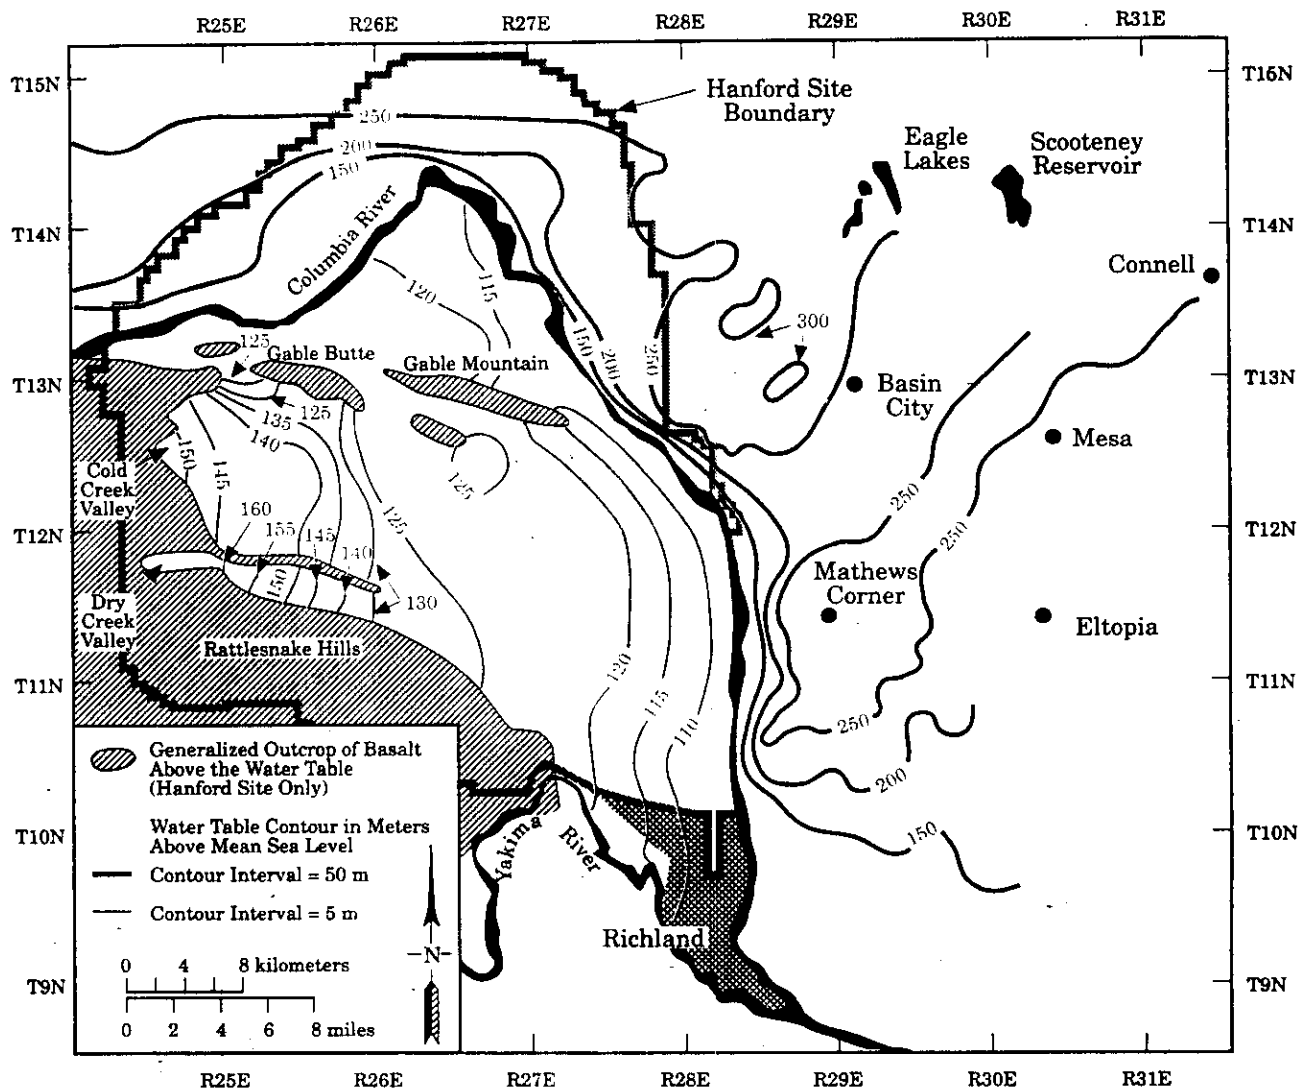 R25E R26E R27E R28E R29E R30E R31E
T15N
T15N
Hanford Site
Boundary
Eagle
Lakes
Scooteney
Reservoir
250
200
150
Columbia River
T14N
T14N
Connell
120
115
300
125
Gable Butte
Gable Mountain
150
200
250
T13N
T13N
Basin
City
125
135
140
Mesa
150
145
125
Cold
Creek
Valley
250
250
160
155
145
140
125
T12N
T12N
150
130
Mathews
Corner
Dry
Creek
Valley
Eltopia
Rattlesnake Hills
120
115
110
T11N
T11N
250
200
150
Generalized Outcrop of Basalt
Above the Water Table
(Hanford Site Only)
Water Table Contour in Meters
Above Mean Sea Level
Contour Interval = 50 m
Contour Interval = 5 m
N
0 4 8 kilometers
0 2 4 6 8 miles
T10N
T10N
Yakima
River
Richland
T9N
T9N
R25E R26E R27E R28E R29E R30E R31E